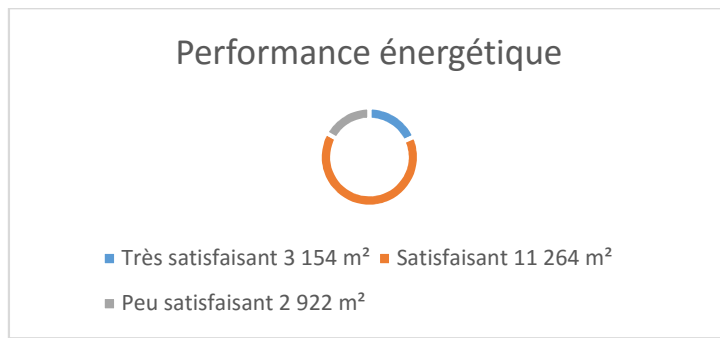 Performance énergétique
Très satisfaisant 3 154 m² Satisfaisant 11 264 m²
Peu satisfaisant 2 922 m²